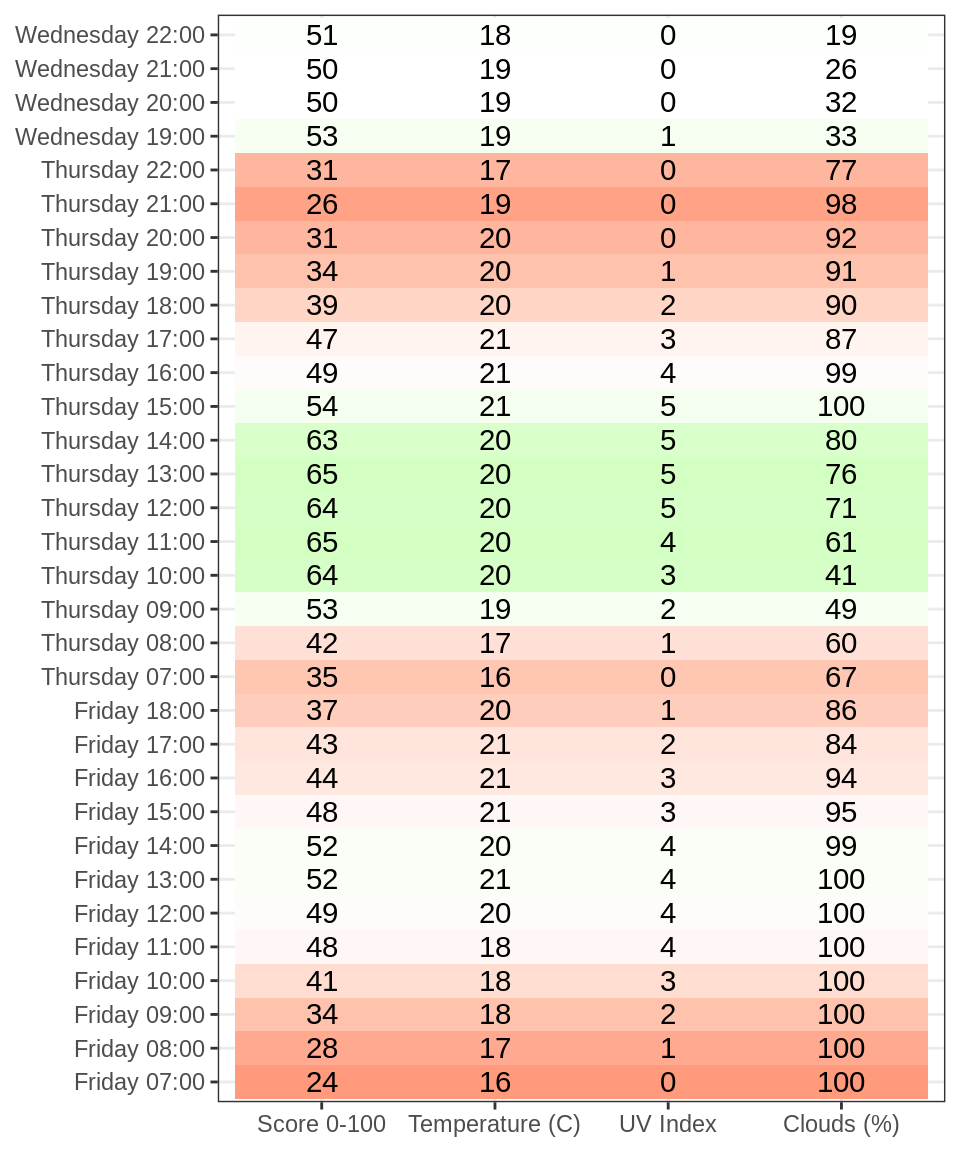 Wednesday 22:00 51 18 0 19
Wednesday 21:00 50 19 0 26
Wednesday 20:00 50 19 0 32
Wednesday 19:00 53 19 1 33
Thursday 22:00 31 17 0 77
Thursday 21:00 26 19 0 98
Thursday 20:00 31 20 0 92
Thursday 19:00 34 20 1 91
Thursday 18:00 39 20 2 90
Thursday 17:00 47 21 3 87
Thursday 16:00 49 21 4 99
Thursday 15:00 54 21 5 100
Thursday 14:00 63 20 5 80
Thursday 13:00 65 20 5 76
Thursday 12:00 64 20 5 71
Thursday 11:00 65 20 4 61
Thursday 10:00 64 20 3 41
Thursday 09:00 53 19 2 49
Thursday 08:00 42 17 1 60
Thursday 07:00 35 16 0 67
Friday 18:00 37 20 1 86
Friday 17:00 43 21 2 84
Friday 16:00 44 21 3 94
Friday 15:00 48 21 3 95
Friday 14:00 52 20 4 99
Friday 13:00 52 21 4 100
Friday 12:00 49 20 4 100
Friday 11:00 48 18 4 100
Friday 10:00 41 18 3 100
Friday 09:00 34 18 2 100
Friday 08:00 28 17 1 100
Friday 07:00 24 16 0 100
Score 0-100 Temperature (C) UV Index Clouds (%)